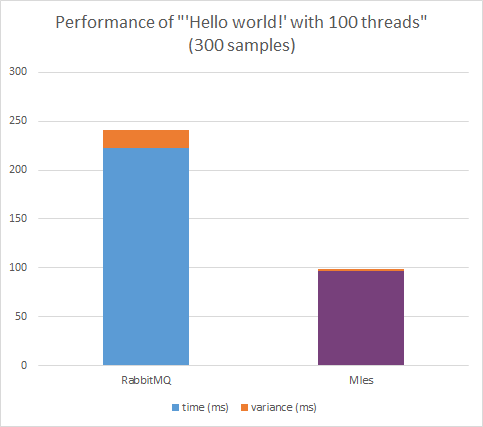 Performance of "'Hello world!' with 100 threads"
(300 samples)
300
250
200
150
100
50
0
RabbitMQ
Mles
time (ms)
variance (ms)